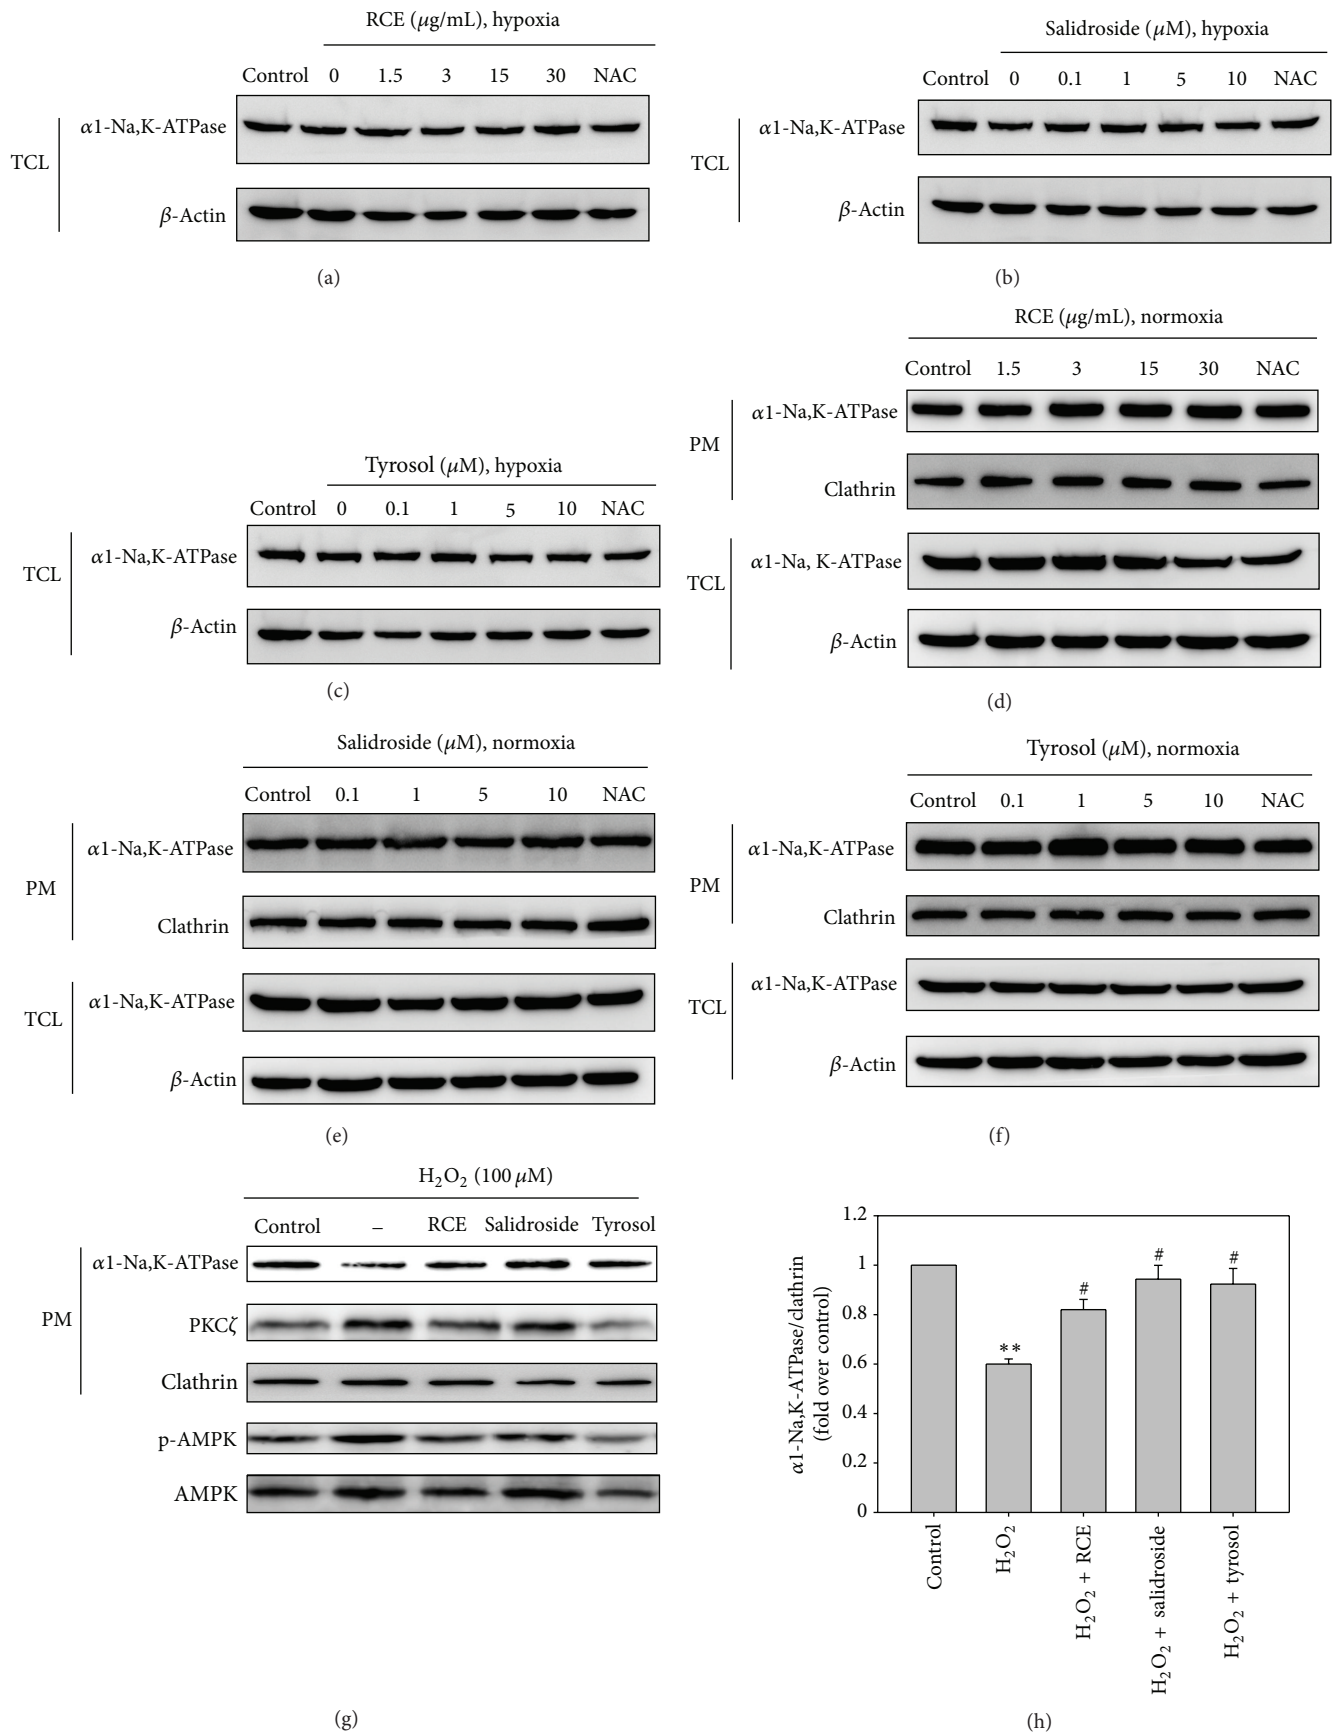 RCE (μg/mL), hypoxia
Control 0 1.5 3 15 30 NAC
α1-Na,K-ATPase
TCL
β-Actin
(a)
Salidroside (μM), hypoxia
Control 0 0.1 1 5 10 NAC
α1-Na,K-ATPase
TCL
β-Actin
(b)
Tyrosol (μM), hypoxia
Control 0 0.1 1 5 10 NAC
α1-Na,K-ATPase
TCL
β-Actin
(c)
RCE (μg/mL), normoxia
Control 1.5 3 15 30 NAC
α1-Na,K-ATPase
PM
Clathrin
α1-Na, K-ATPase
TCL
β-Actin
(d)
Salidroside (μM), normoxia
Control 0.1 1 5 10 NAC
α1-Na,K-ATPase
PM
Clathrin
α1-Na,K-ATPase
TCL
β-Actin
(e)
Tyrosol (μM), normoxia
Control 0.1 1 5 10 NAC
α1-Na,K-ATPase
PM
Clathrin
α1-Na,K-ATPase
TCL
β-Actin
(f)
H₂O₂ (100 μM)
Control – RCE Salidroside Tyrosol
α1-Na,K-ATPase
PM
PKCζ
Clathrin
p-AMPK
AMPK
(g)
α1-Na,K-ATPase/clathrin
(fold over control)
1.2
1
0.8
0.6
0.4
0.2
0
**
#
#
#
Control
H₂O₂
H₂O₂ + RCE
H₂O₂ + salidroside
H₂O₂ + tyrosol
(h)